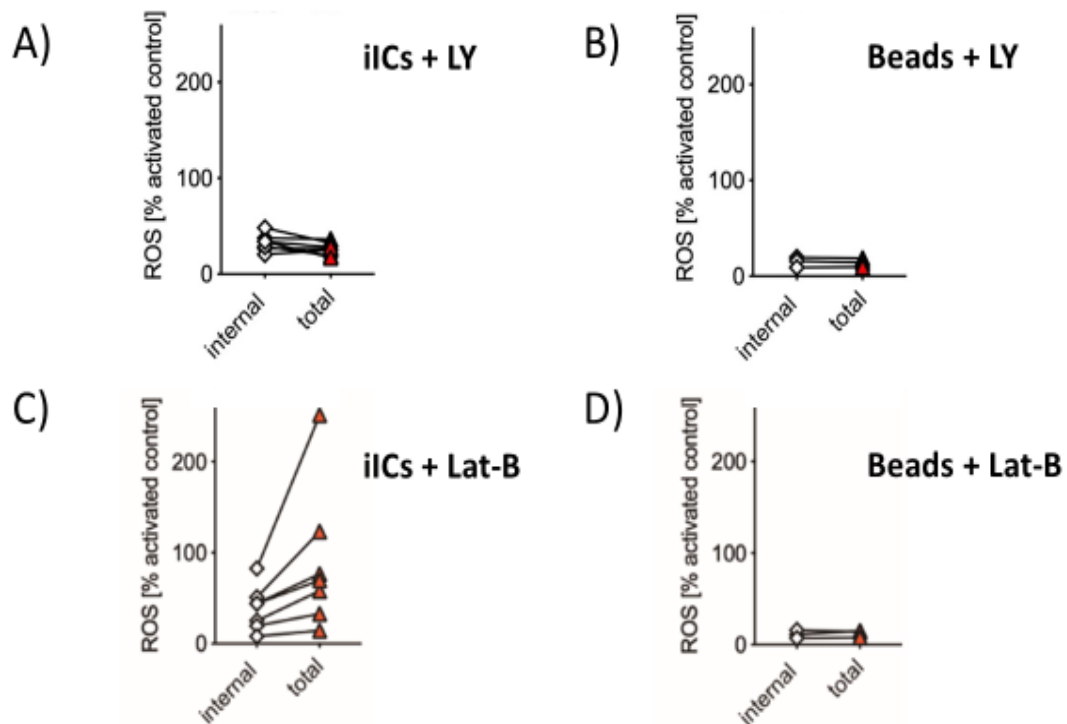 A)
ROS [% activated control]
200
100
0
internal
total
iICs + LY
B)
ROS [% activated control]
200
100
0
internal
total
Beads + LY
C)
ROS [% activated control]
200
100
0
internal
total
iICs + Lat-B
D)
ROS [% activated control]
200
100
0
internal
total
Beads + Lat-B